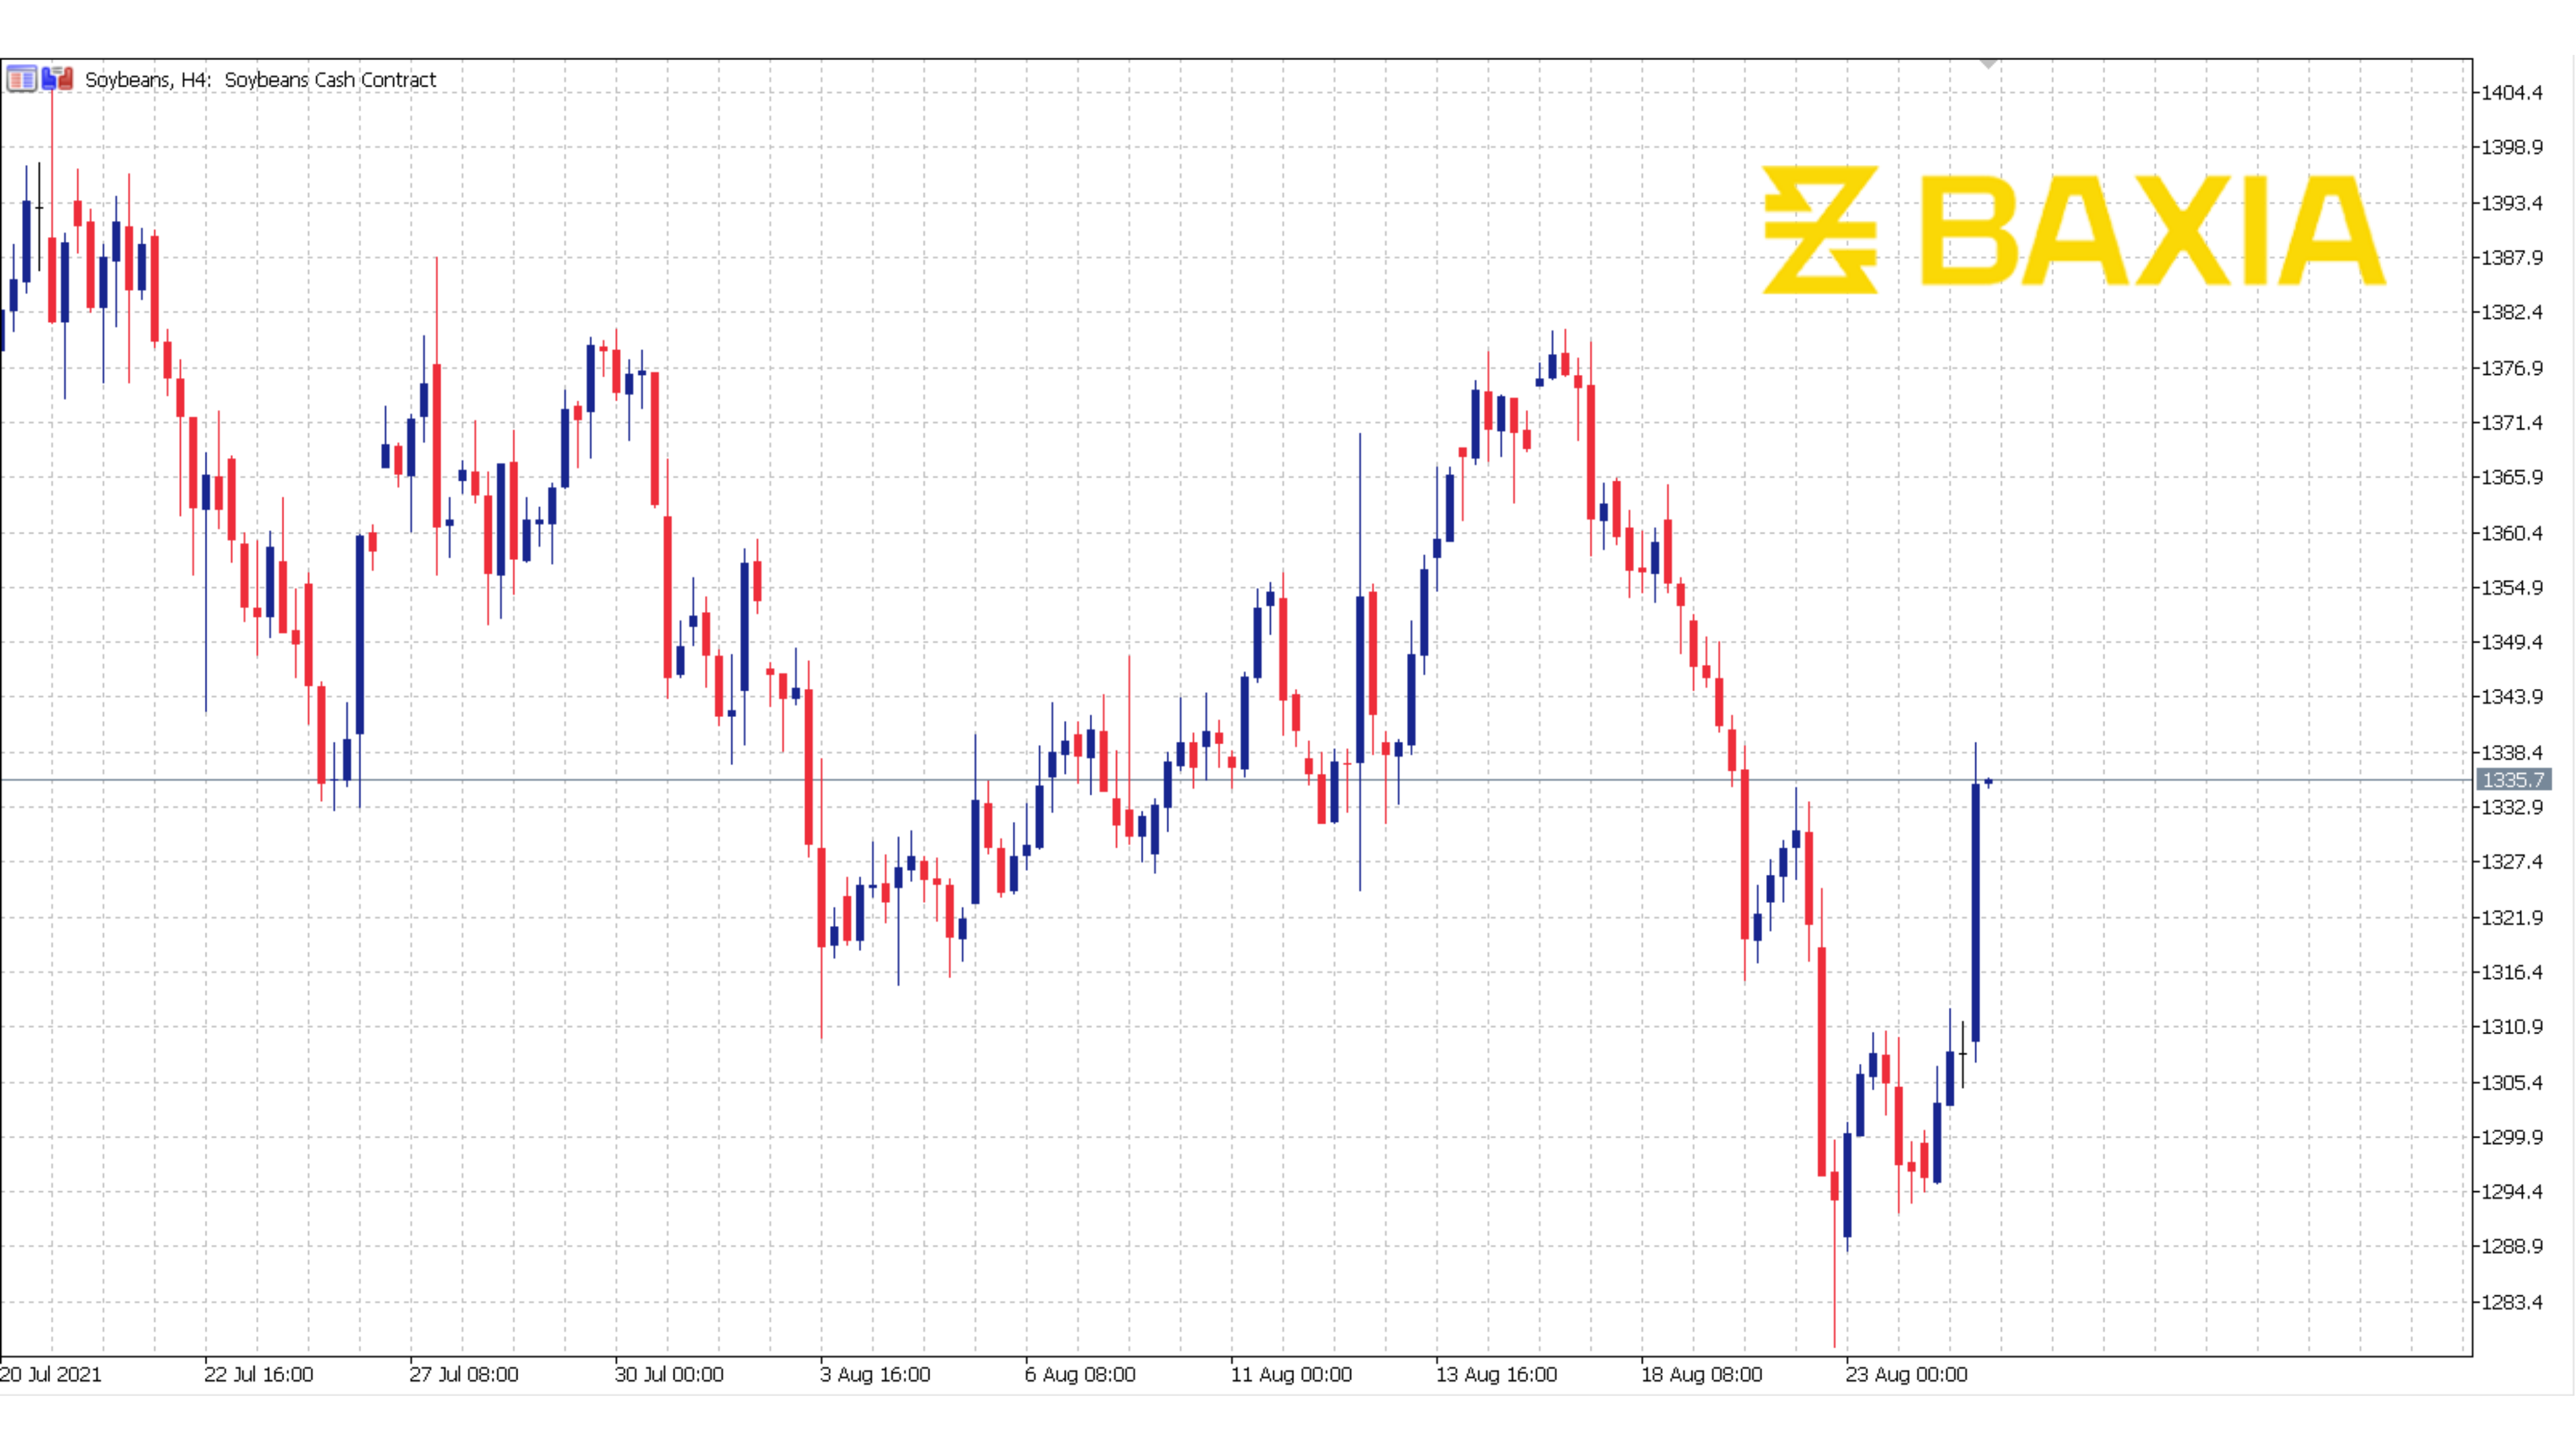 Soybeans, H4: Soybeans Cash Contract
BAXIA
1404.4
1398.9
1393.4
1387.9
1382.4
1376.9
1371.4
1365.9
1360.4
1354.9
1349.4
1343.9
1338.4
1335.7
1332.9
1327.4
1321.9
1316.4
1310.9
1305.4
1299.9
1294.4
1288.9
1283.4
20 Jul 2021
22 Jul 16:00
27 Jul 08:00
30 Jul 00:00
3 Aug 16:00
6 Aug 08:00
11 Aug 00:00
13 Aug 16:00
18 Aug 08:00
23 Aug 00:00